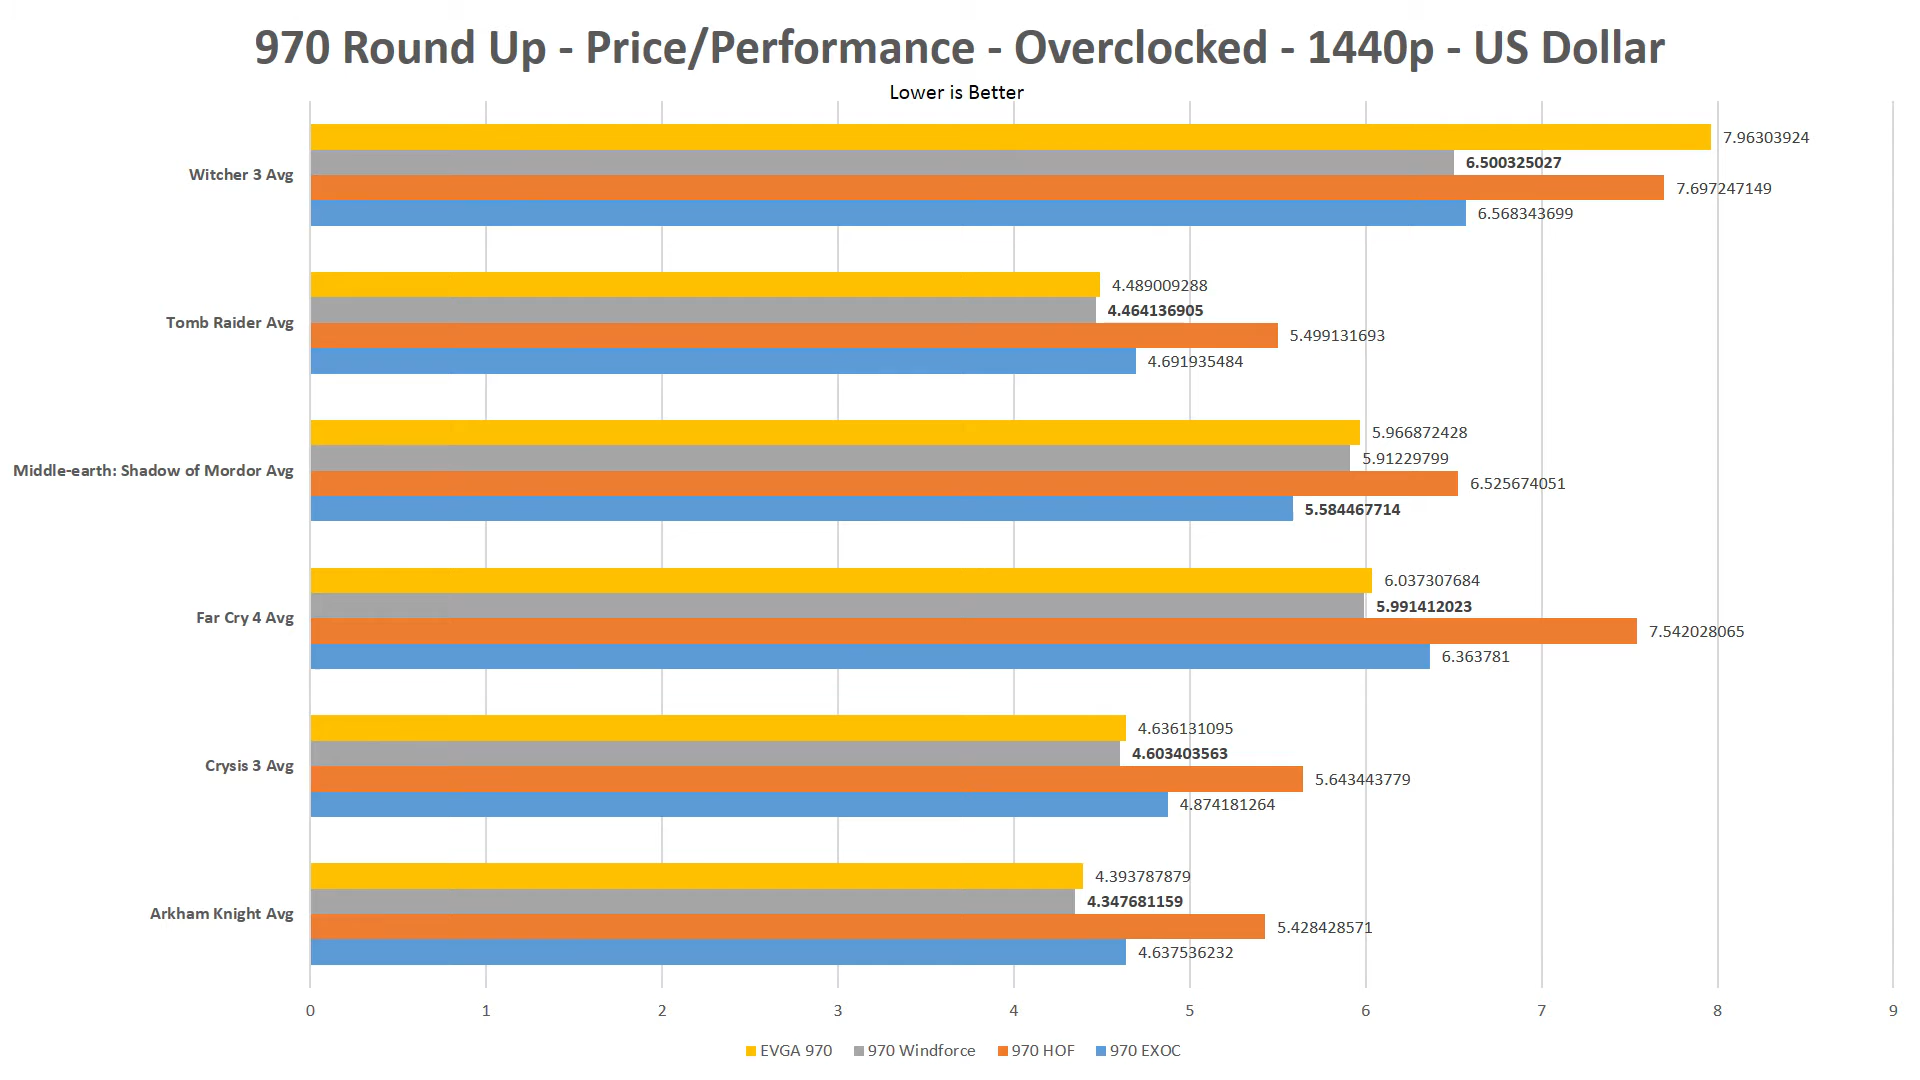 970 Round Up - Price/Performance - Overclocked - 1440p - US Dollar
Lower is Better
Witcher 3 Avg
7.96303924
6.500325027
7.697247149
6.568343699
Tomb Raider Avg
4.489009288
4.464136905
5.499131693
4.691935484
Middle-earth: Shadow of Mordor Avg
5.966872428
5.91229799
6.525674051
5.584467714
Far Cry 4 Avg
6.037307684
5.991412023
7.542028065
6.363781
Crysis 3 Avg
4.636131095
4.603403563
5.643443779
4.874181264
Arkham Knight Avg
4.393787879
4.347681159
5.428428571
4.637536232
0 1 2 3 4 5 6 7 8 9
EVGA 970 970 Windforce 970 HOF 970 EXOC